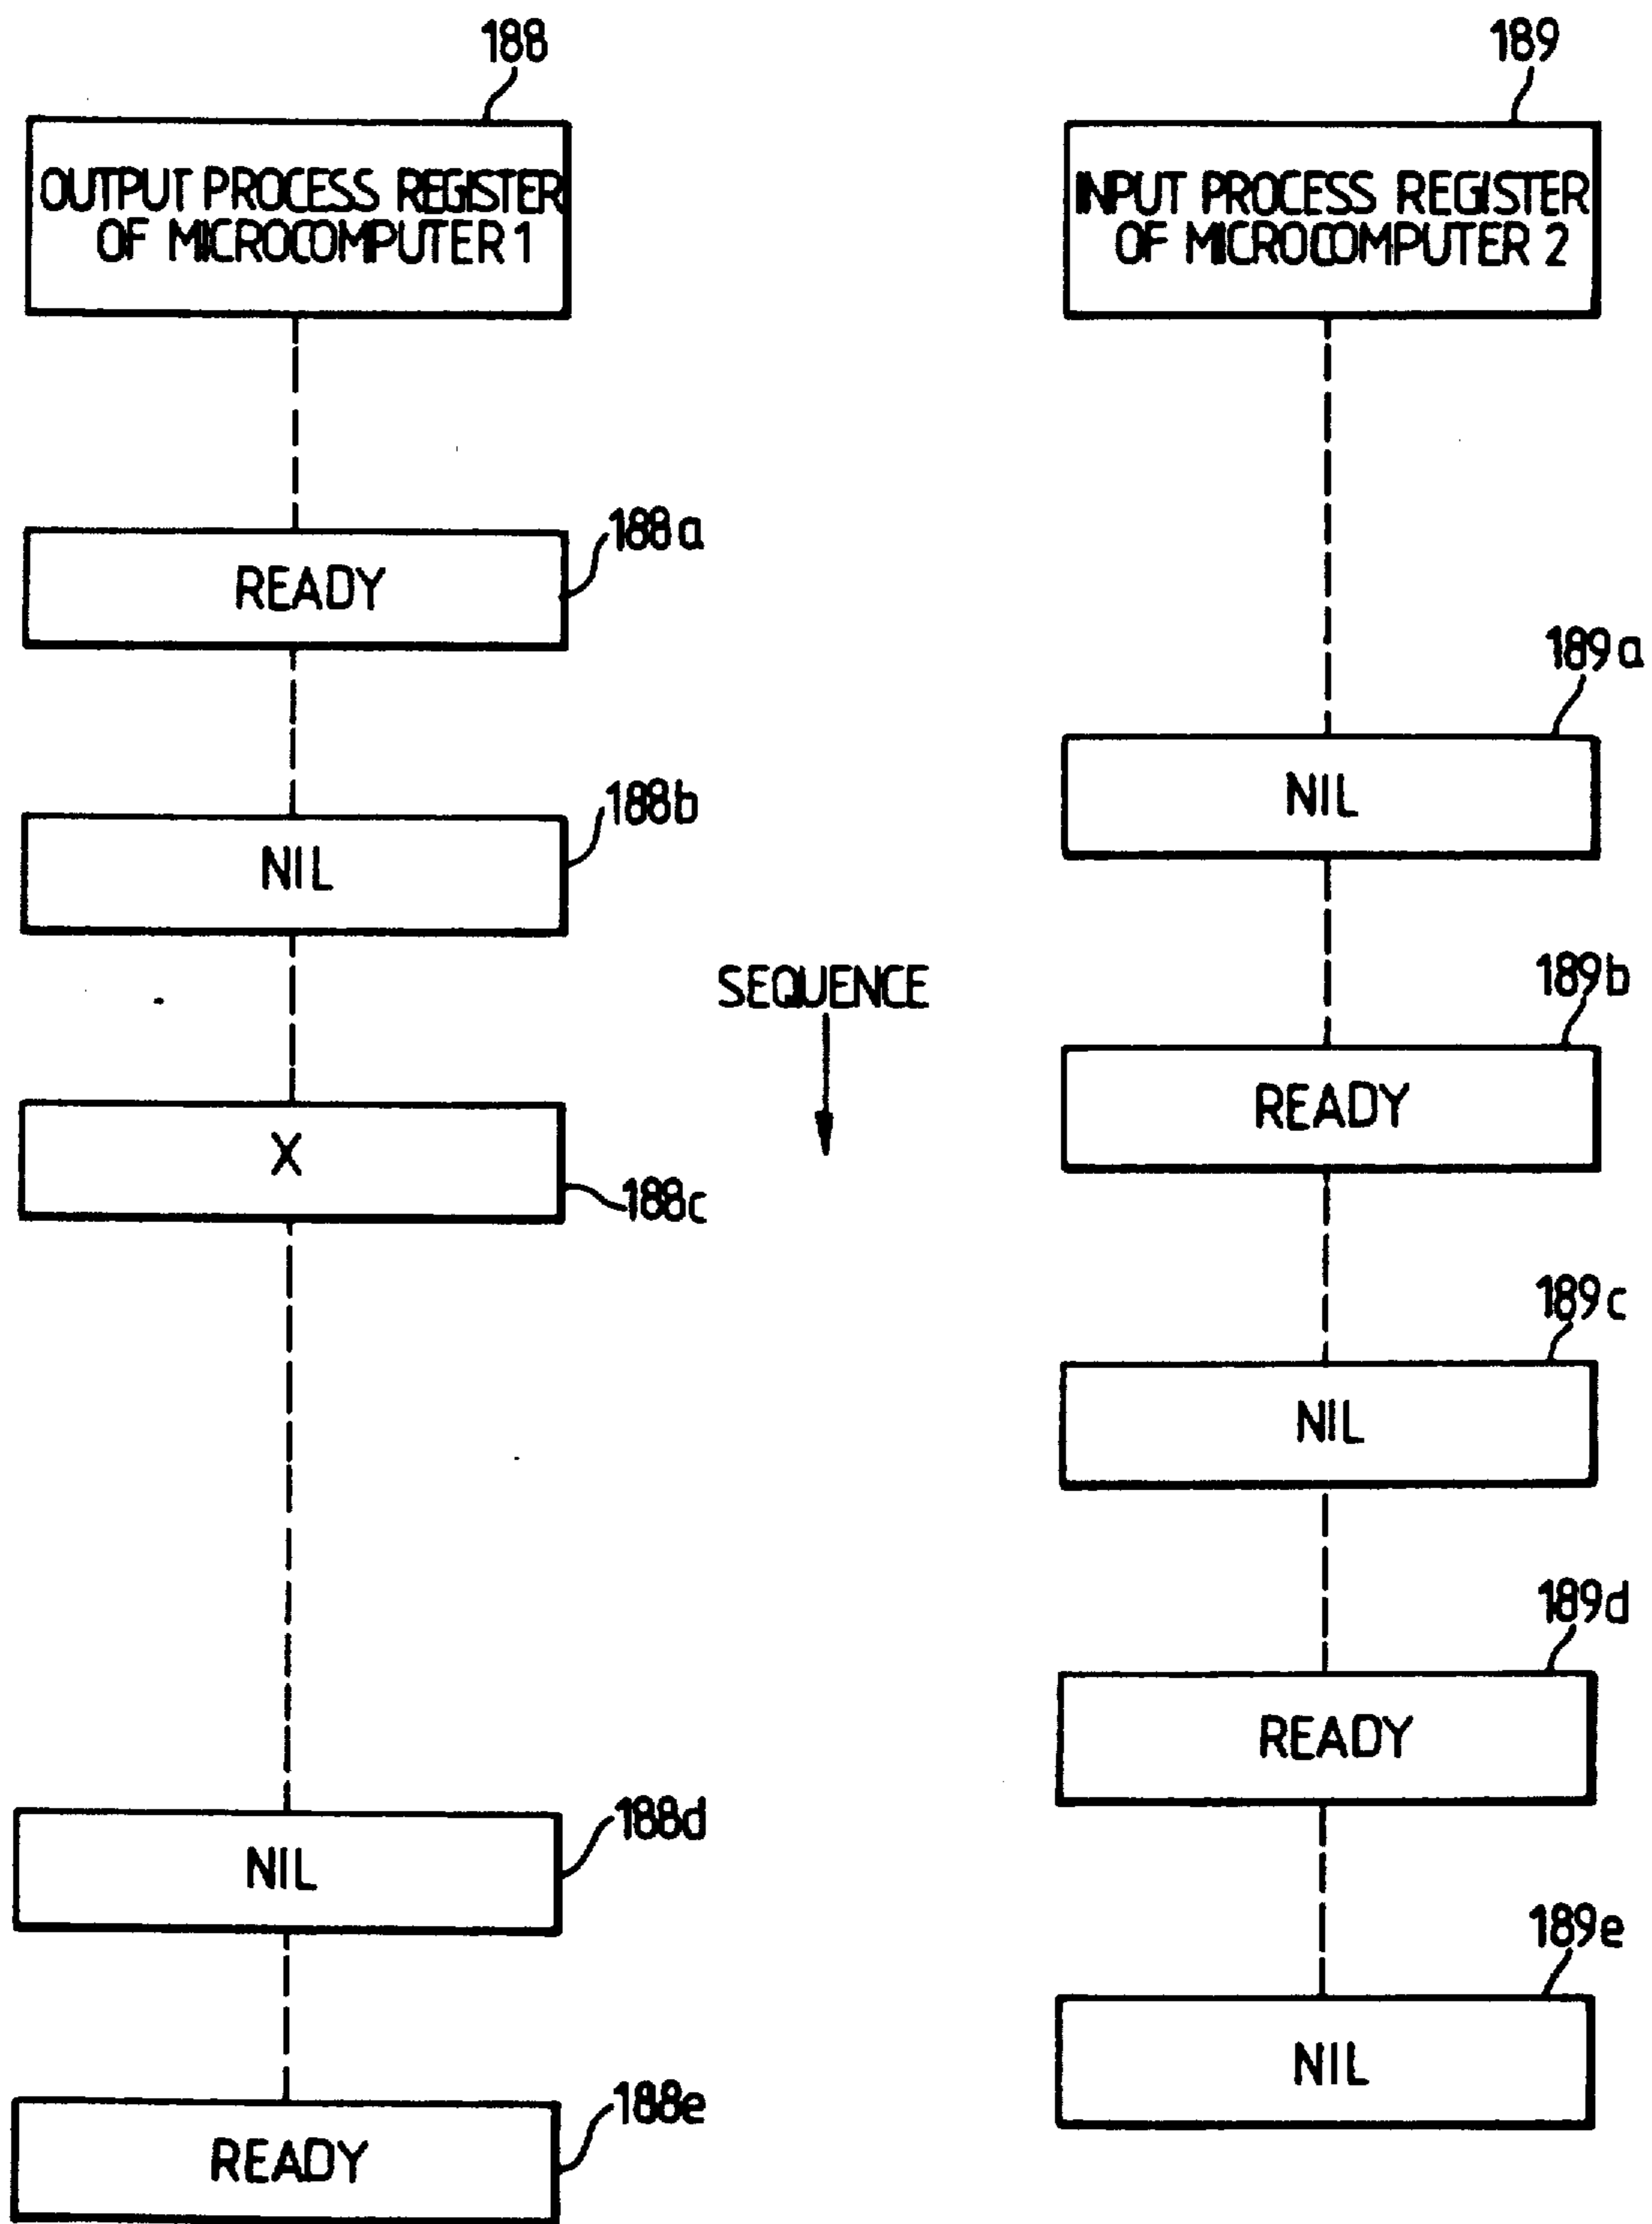 188
OUTPUT PROCESS REGISTER
OF MICROCOMPUTER 1
188a
READY
188b
NIL
X
188c
188d
NIL
188e
READY
SEQUENCE
189
INPUT PROCESS REGISTER
OF MICROCOMPUTER 2
189a
NIL
189b
READY
189c
NIL
189d
READY
189e
NIL